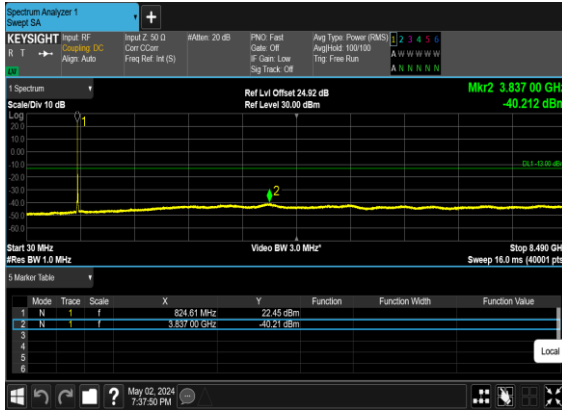 Spectrum Analyzer 1
Swept SA
+
KEYSIGHT Input: RF Input Z: 50 Ω #Atten: 20 dB PNO: Fast Avg Type: Power (RMS) 1 2 3 4 5 6
R T Coupling: DC Corr CCorr Gate: Off Avg|Hold: 100/100 A W W W W W
Align: Auto Freq Ref: Int (S) IF Gain: Low Trig: Free Run
Sig Track: Off A N N N N N
1 Spectrum
Scale/Div 10 dB
Ref Lvl Offset 24.92 dB
Ref Level 30.00 dBm
Mkr2 3.837 00 GHz
-40.212 dBm
Log
20.0
10.0
0.00
-10.0
-20.0
-30.0
-40.0
-50.0
-60.0
1
DL1 -13.00 dBm
2
Start 30 MHz Video BW 3.0 MHz* Stop 8.490 GHz
#Res BW 1.0 MHz Sweep 16.0 ms (40001 pts)
5 Marker Table
Mode Trace Scale X Y Function Function Width Function Value
1 N 1 f 824.61 MHz 22.45 dBm
2 N 1 f 3.837 00 GHz -40.21 dBm
3
4
5
6
Local
? May 02, 2024
7:37:50 PM